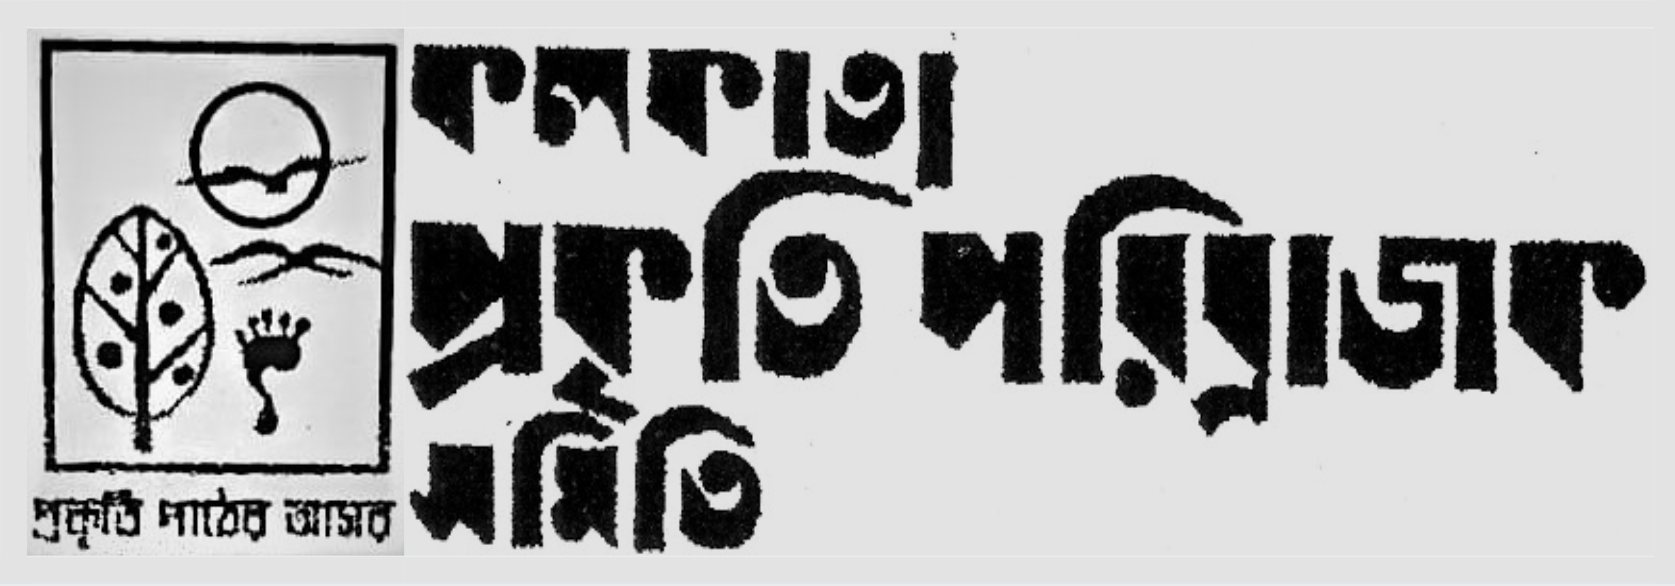 কলকাতা
প্রকৃতি পরিব্রাজক
সমিতি
প্রকৃতি পাঠের আসর